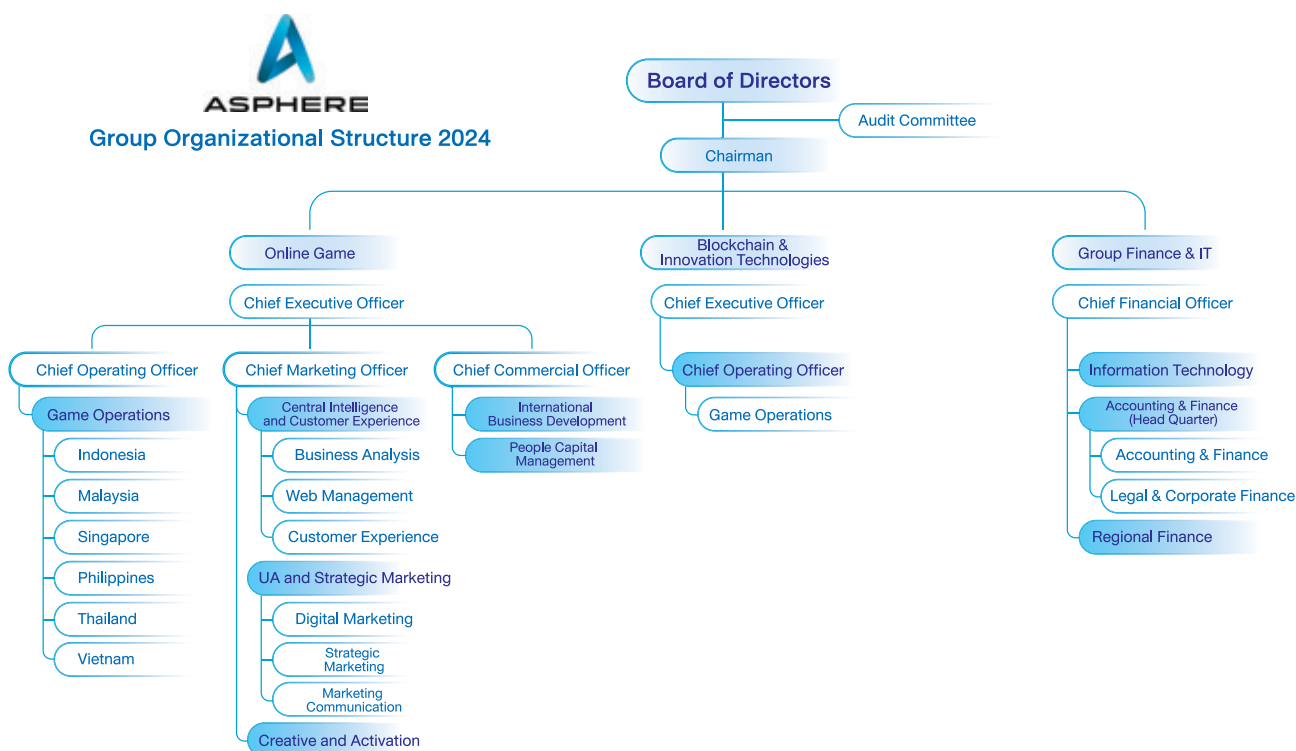 ASPHERE
Group Organizational Structure 2024
Board of Directors
Audit Committee
Chairman
Online Game
Chief Executive Officer
Chief Operating Officer
Game Operations
Indonesia
Malaysia
Singapore
Philippines
Thailand
Vietnam
Chief Marketing Officer
Central Intelligence
and Customer Experience
Business Analysis
Web Management
Customer Experience
UA and Strategic Marketing
Digital Marketing
Strategic
Marketing
Marketing
Communication
Creative and Activation
Chief Commercial Officer
International
Business Development
People Capital
Management
Blockchain &
Innovation Technologies
Chief Executive Officer
Chief Operating Officer
Game Operations
Group Finance & IT
Chief Financial Officer
Information Technology
Accounting & Finance
(Head Quarter)
Accounting & Finance
Legal & Corporate Finance
Regional Finance